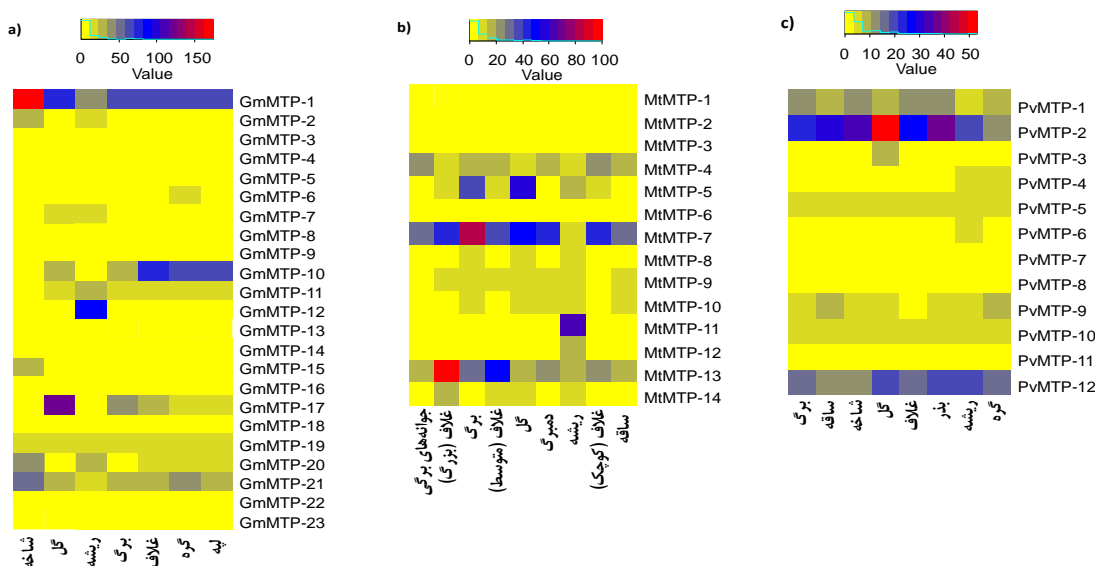 a)
0 50 100 150
Value
GmMTP-1
GmMTP-2
GmMTP-3
GmMTP-4
GmMTP-5
GmMTP-6
GmMTP-7
GmMTP-8
GmMTP-9
GmMTP-10
GmMTP-11
GmMTP-12
GmMTP-13
GmMTP-14
GmMTP-15
GmMTP-16
GmMTP-17
GmMTP-18
GmMTP-19
GmMTP-20
GmMTP-21
GmMTP-22
GmMTP-23
شاخه
گل
ریشه
برگ
غلاف
گره
لپه
b)
0 20 40 60 80 100
Value
MtMTP-1
MtMTP-2
MtMTP-3
MtMTP-4
MtMTP-5
MtMTP-6
MtMTP-7
MtMTP-8
MtMTP-9
MtMTP-10
MtMTP-11
MtMTP-12
MtMTP-13
MtMTP-14
جوانه‌های برگی
غلاف (بزرگ)
برگ
غلاف (متوسط)
گل
دمبرگ
ریشه
غلاف (کوچک)
ساقه
c)
0 10 20 30 40 50
Value
PvMTP-1
PvMTP-2
PvMTP-3
PvMTP-4
PvMTP-5
PvMTP-6
PvMTP-7
PvMTP-8
PvMTP-9
PvMTP-10
PvMTP-11
PvMTP-12
برگ
ساقه
شاخه
گل
غلاف
بذر
ریشه
گره